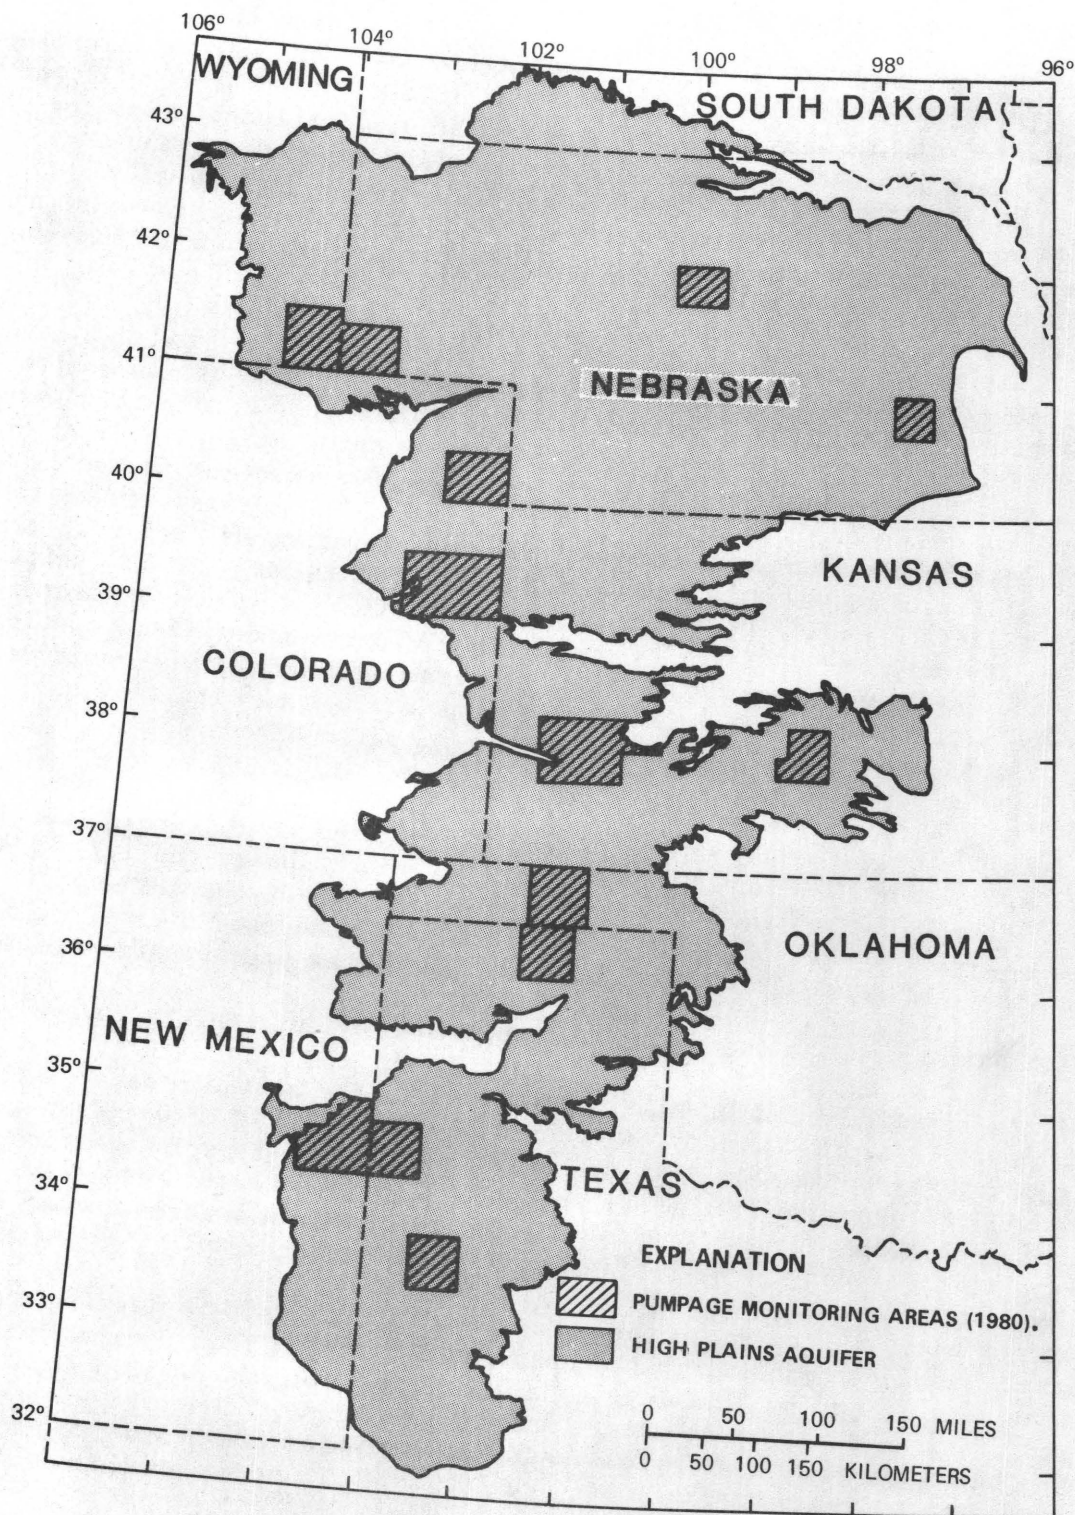 106° 104° 102° 100° 98° 96°
WYOMING
SOUTH DAKOTA
43°
42°
41°
NEBRASKA
40°
KANSAS
39°
COLORADO
38°
37°
OKLAHOMA
36°
NEW MEXICO
35°
TEXAS
34°
EXPLANATION
PUMPAGE MONITORING AREAS (1980).
33°
HIGH PLAINS AQUIFER
32°
0 50 100 150 MILES
0 50 100 150 KILOMETERS